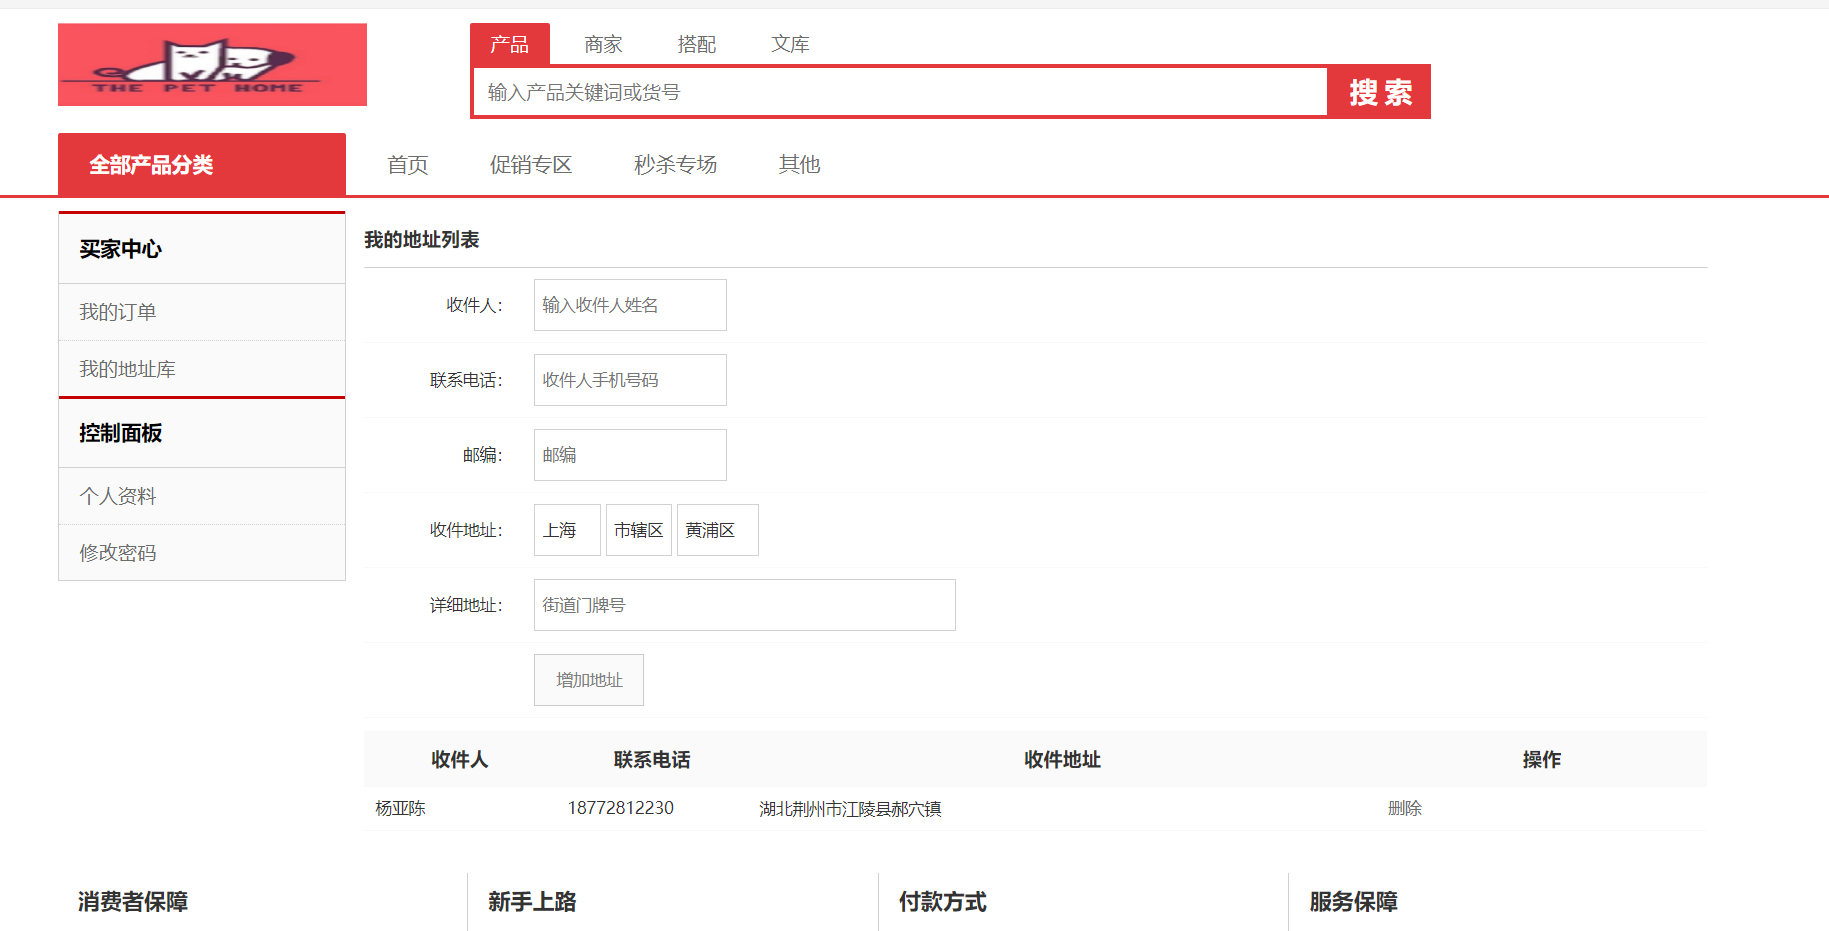 THE PET HOME
产品 商家 搭配 文库
输入产品关键词或货号 搜 索
全部产品分类 首页 促销专区 秒杀专场 其他
买家中心
我的订单
我的地址库
控制面板
个人资料
修改密码
我的地址列表
收件人： 输入收件人姓名
联系电话： 收件人手机号码
邮编： 邮编
收件地址： 上海 市辖区 黄浦区
详细地址： 街道门牌号
增加地址
收件人 联系电话 收件地址 操作
杨亚陈 18772812230 湖北荆州市江陵县郝穴镇 删除
消费者保障 新手上路 付款方式 服务保障